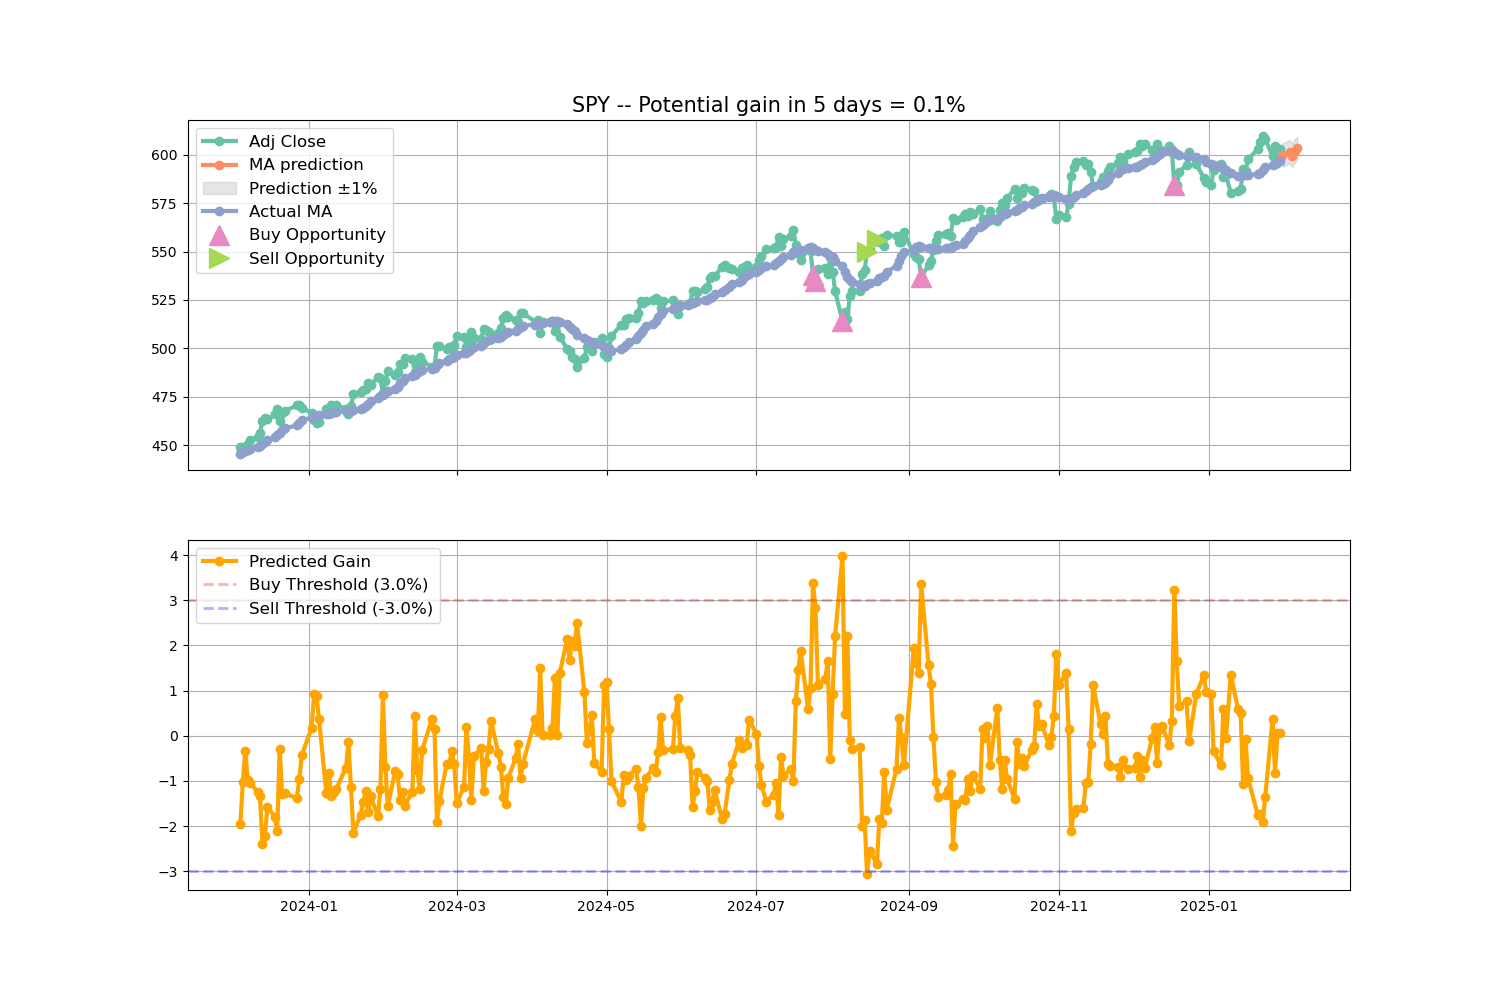 SPY -- Potential gain in 5 days = 0.1%
Adj Close
MA prediction
Prediction ±1%
Actual MA
Buy Opportunity
Sell Opportunity
600
575
550
525
500
475
450
Predicted Gain
Buy Threshold (3.0%)
Sell Threshold (-3.0%)
4
3
2
1
0
−1
−2
−3
2024-01
2024-03
2024-05
2024-07
2024-09
2024-11
2025-01